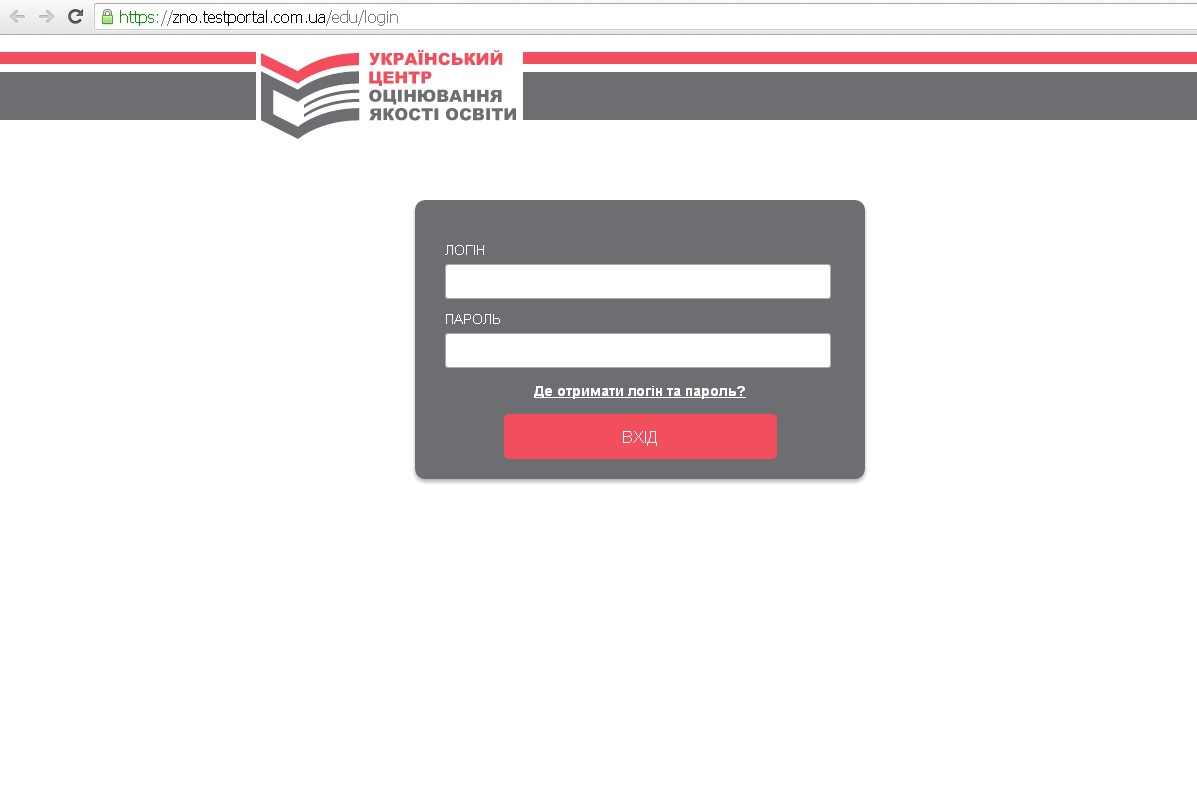 https://zno.testportal.com.ua/edu/login
УКРАЇНСЬКИЙ
ЦЕНТР
ОЦІНЮВАННЯ
ЯКОСТІ ОСВІТИ
ЛОГІН
ПАРОЛЬ
Де отримати логін та пароль?
ВХІД